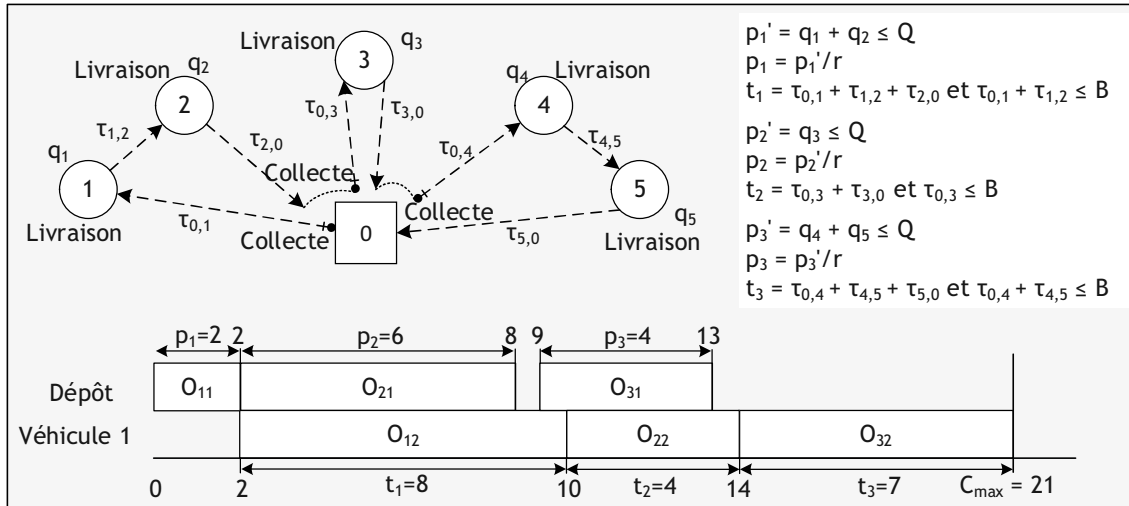 Livraison
q₃
3
Livraison
q₂
2
τ₀,₃
τ₃,₀
q₄
Livraison
4
τ₁,₂
τ₂,₀
τ₀,₄
τ₄,₅
q₁
1
Collecte
5
Livraison
τ₀,₁
Collecte
0
Collecte
τ₅,₀
q₅
Livraison
p₁' = q₁ + q₂ ≤ Q
p₁ = p₁'/r
t₁ = τ₀,₁ + τ₁,₂ + τ₂,₀ et τ₀,₁ + τ₁,₂ ≤ B
p₂' = q₃ ≤ Q
p₂ = p₂'/r
t₂ = τ₀,₃ + τ₃,₀ et τ₀,₃ ≤ B
p₃' = q₄ + q₅ ≤ Q
p₃ = p₃'/r
t₃ = τ₀,₄ + τ₄,₅ + τ₅,₀ et τ₀,₄ + τ₄,₅ ≤ B
p₁=2 2 p₂=6 8 9 p₃=4 13
Dépôt O₁₁ O₂₁ O₃₁
Véhicule 1 O₁₂ O₂₂ O₃₂
0 2 t₁=8 10 t₂=4 14 t₃=7 Cₘₐₓ = 21